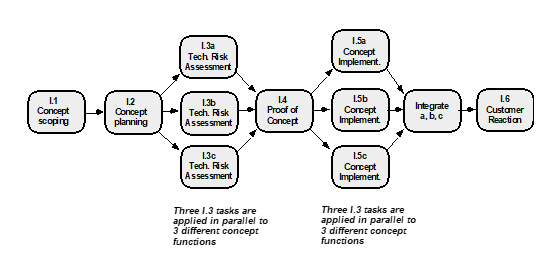 I.1
Concept
scoping
I.2
Concept
planning
I.3a
Tech. Risk
Assessment
I.3b
Tech. Risk
Assessment
I.3c
Tech. Risk
Assessment
I.4
Proof of
Concept
I.5a
Concept
Implement.
I.5b
Concept
Implement.
I.5c
Concept
Implement.
Integrate
a, b, c
I.6
Customer
Reaction
Three I.3 tasks are
applied in parallel to
3 different concept
functions
Three I.3 tasks are
applied in parallel to
3 different concept
functions